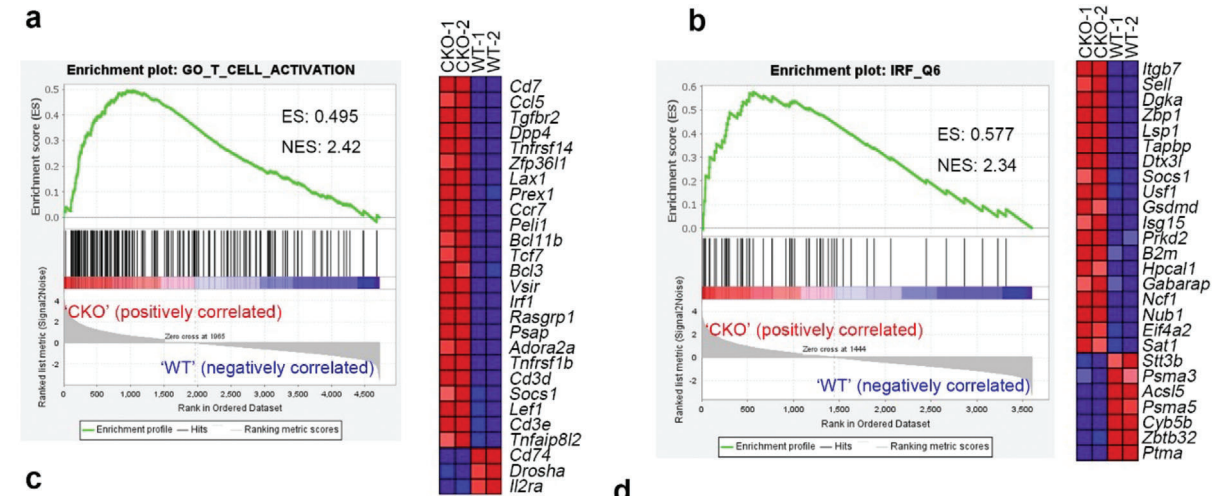 a
CKO-1
CKO-2
WT-1
WT-2
Enrichment plot: GO_T_CELL_ACTIVATION
Enrichment score (ES)
0.5
0.4
0.3
0.2
0.1
0.0
ES: 0.495
NES: 2.42
Ranked list metric (Signal2Noise)
4
2
0
-2
'CKO' (positively correlated)
Zero cross at 1965
'WT' (negatively correlated)
0 500 1,000 1,500 2,000 2,500 3,000 3,500 4,000 4,500
Rank in Ordered Dataset
Enrichment profile Hits Ranking metric scores
Cd7
Ccl5
Tgfbr2
Dpp4
Tnfrsf14
Zfp36l1
Lax1
Prex1
Ccr7
Peli1
Bcl11b
Tcf7
Bcl3
Vsir
Irf1
Rasgrp1
Psap
Adora2a
Tnfrsf1b
Cd3d
Socs1
Lef1
Cd3e
Tnfaip8l2
Cd74
Drosha
Il2ra
b
CKO-1
CKO-2
WT-1
WT-2
Enrichment plot: IRF_Q6
Enrichment score (ES)
0.6
0.5
0.4
0.3
0.2
0.1
0.0
ES: 0.577
NES: 2.34
Ranked list metric (Signal2Noise)
4
2
0
-2
'CKO' (positively correlated)
Zero cross at 1444
'WT' (negatively correlated)
0 500 1,000 1,500 2,000 2,500 3,000 3,500
Rank in Ordered Dataset
Enrichment profile Hits Ranking metric scores
Itgb7
Sell
Dgka
Zbp1
Lsp1
Tapbp
Dtx3l
Socs1
Usf1
Gsdmd
Isg15
Prkd2
B2m
Hpcal1
Gabarap
Ncf1
Nub1
Eif4a2
Sat1
Stt3b
Psma3
Acsl5
Psma5
Cyb5b
Zbtb32
Ptma
c
d